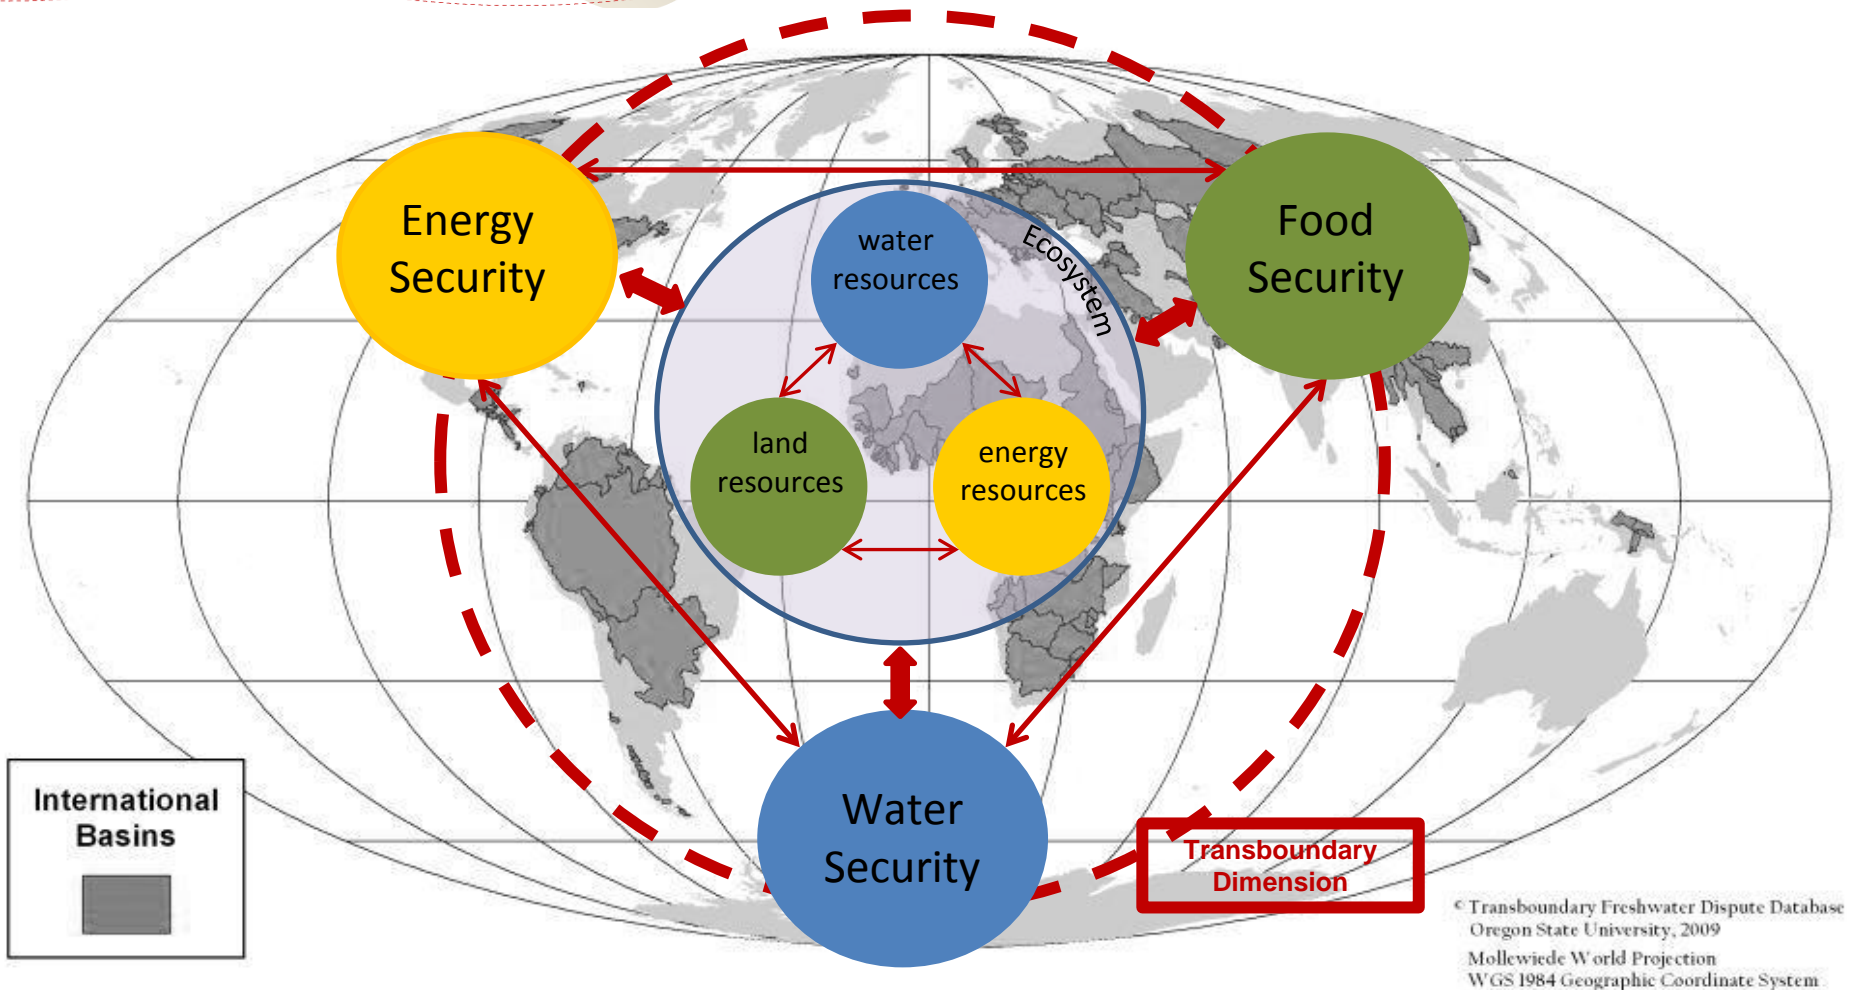 Energy
Security
Food
Security
water
resources
Ecosystem
land
resources
energy
resources
Water
Security
International
Basins
Transboundary
Dimension
© Transboundary Freshwater Dispute Database
Oregon State University, 2009
Mollewiede World Projection
WGS 1984 Geographic Coordinate System